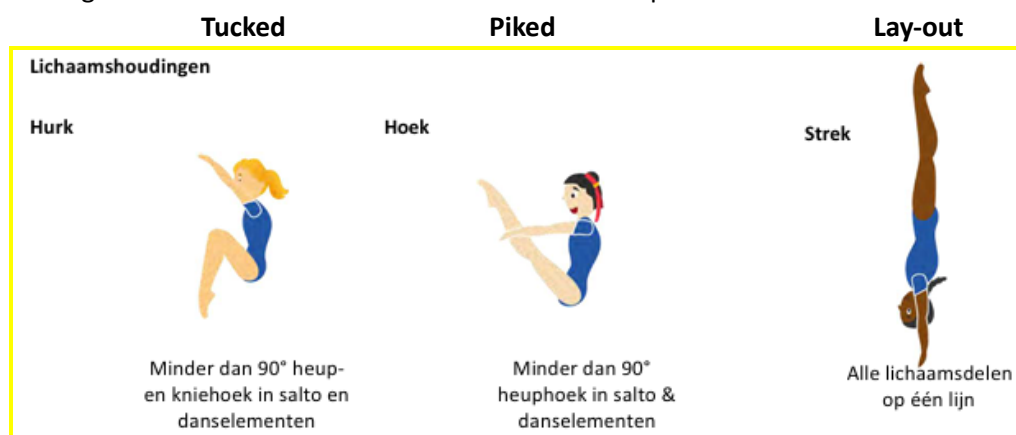 Tucked Piked Lay-out
Lichaamshoudingen
Hurk Hoek Strek
Minder dan 90° heup-
en kniehoek in salto en
danselementen
Minder dan 90°
heuphoek in salto &
danselementen
Alle lichaamsdelen
op één lijn